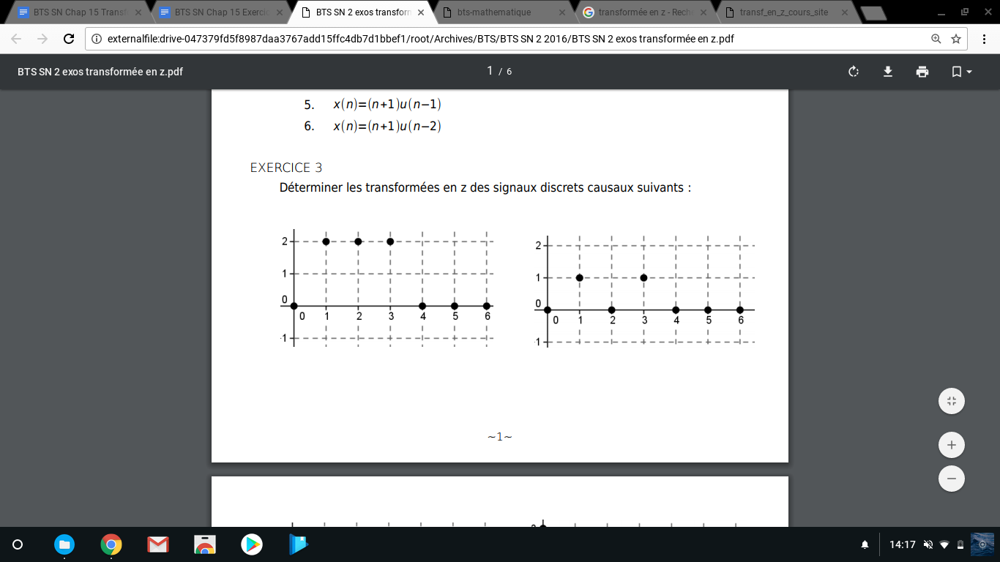 BTS SN Chap 15 Transf
BTS SN Chap 15 Exercic
BTS SN 2 exos transform
bts-mathematique
transformée en z - Rech
transf_en_z_cours_site
externalfile:drive-047379fd5f8987daa3767add15ffc4db7d1bbef1/root/Archives/BTS/BTS SN 2 2016/BTS SN 2 exos transformée en z.pdf
BTS SN 2 exos transformée en z.pdf
1 / 6
5. x(n)=(n+1)u(n−1)
6. x(n)=(n+1)u(n−2)
EXERCICE 3
Déterminer les transformées en z des signaux discrets causaux suivants :
2
1
0
0 1 2 3 4 5 6
-1
2
1
0
0 1 2 3 4 5 6
1
~1~
14:17